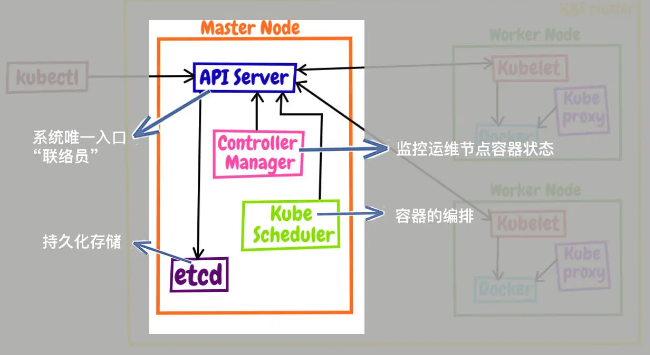 K8S cluster
Master Node
Worker Node
kubectl
API Server
Kubelet
Kube
proxy
Docker
系统唯一入口
“联络员”
Controller
Manager
监控运维节点容器状态
Worker Node
Kube
Scheduler
容器的编排
Kubelet
持久化存储
etcd
Kube
proxy
Docker